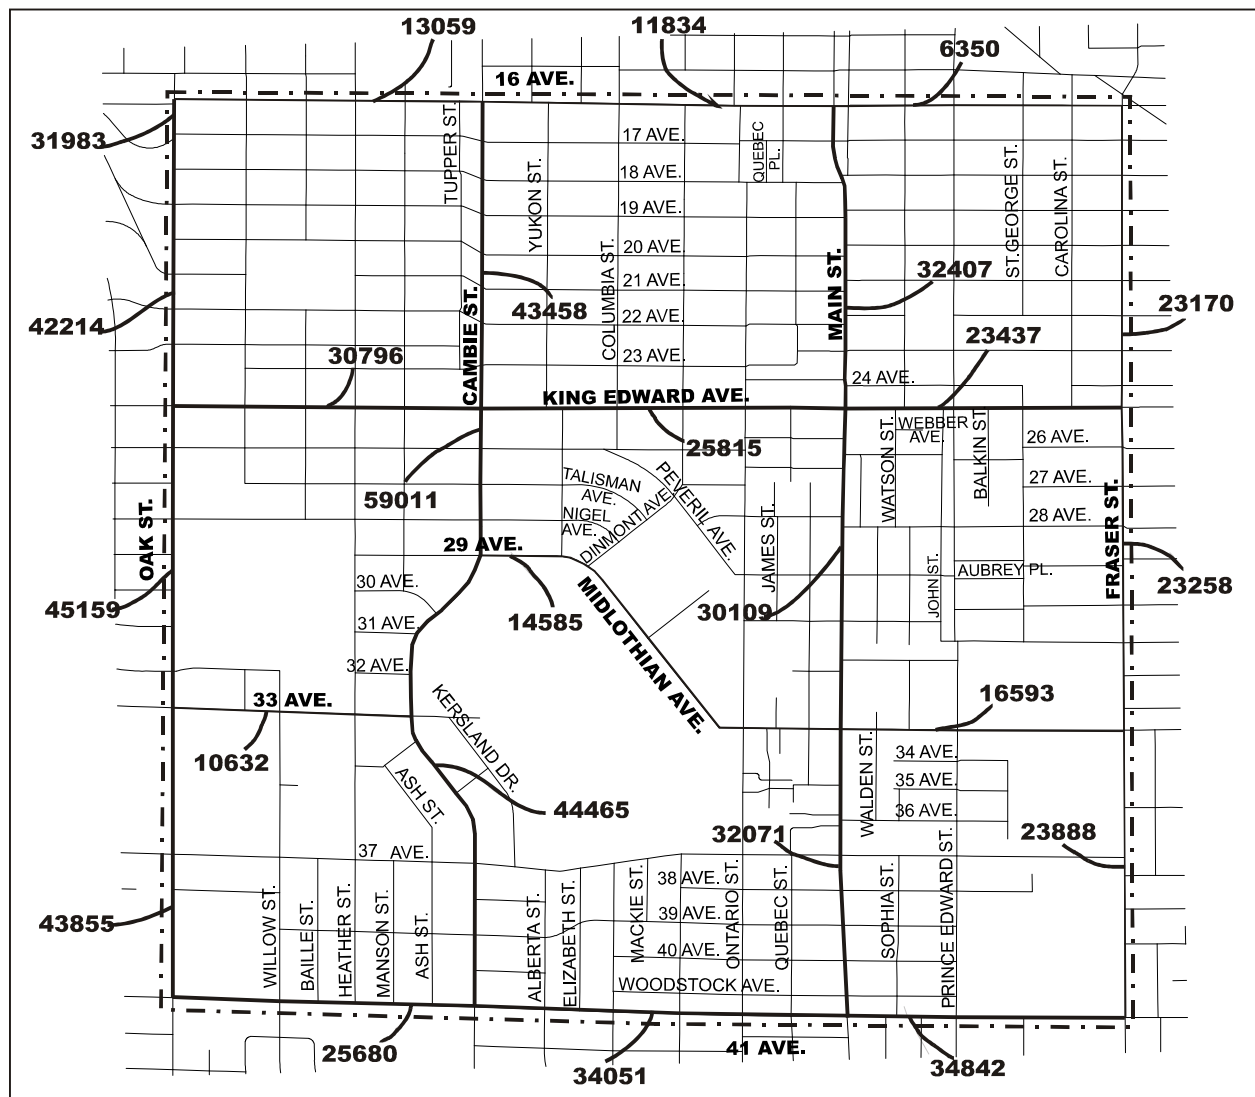 13059
11834
6350
16 AVE.
31983
17 AVE.
QUEBEC
PL.
TUPPER ST.
18 AVE.
ST.GEORGE ST.
CAROLINA ST.
YUKON ST.
19 AVE.
20 AVE.
COLUMBIA ST.
21 AVE.
MAIN ST.
32407
43458
42214
22 AVE.
23170
CAMBIE ST.
23 AVE.
30796
23437
24 AVE.
KING EDWARD AVE.
25815
WATSON ST.
WEBBER
AVE.
BALKIN ST.
26 AVE.
59011
TALISMAN
AVE.
PEVERIL AVE.
27 AVE.
NIGEL
AVE.
DINMONT AVE.
28 AVE.
OAK ST.
29 AVE.
JAMES ST.
FRASER ST.
30 AVE.
AUBREY PL.
JOHN ST.
45159
14585
MIDLOTHIAN AVE.
30109
23258
31 AVE.
32 AVE.
33 AVE.
KERSLAND DR.
16593
10632
ASH ST.
WALDEN ST.
34 AVE.
35 AVE.
44465
36 AVE.
32071
23888
37 AVE.
38 AVE.
43855
WILLOW ST.
BAILLE ST.
HEATHER ST.
MANSON ST.
ASH ST.
ALBERTA ST.
ELIZABETH ST.
MACKIE ST.
39 AVE.
ONTARIO ST.
QUEBEC ST.
SOPHIA ST.
PRINCE EDWARD ST.
40 AVE.
WOODSTOCK AVE.
25680
34051
41 AVE.
34842